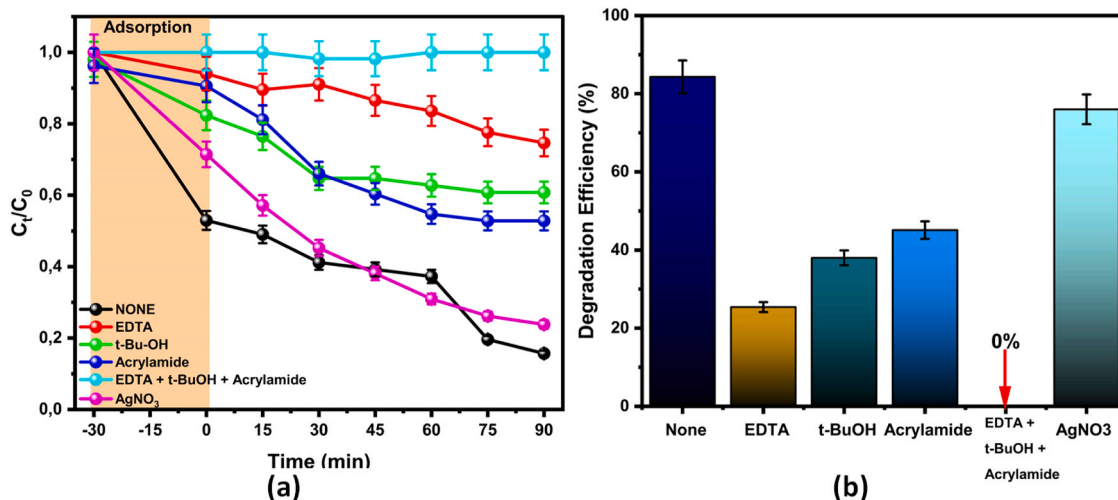 Adsorption
1,0
0,8
0,6
0,4
0,2
0,0
C_t/C_0
NONE
EDTA
t-Bu-OH
Acrylamide
EDTA + t-BuOH + Acrylamide
AgNO₃
-30 -15 0 15 30 45 60 75 90
Time (min)
(a)
100
80
60
40
20
0
Degradation Efficiency (%)
0%
None EDTA t-BuOH Acrylamide EDTA + AgNO3
t-BuOH +
Acrylamide
(b)